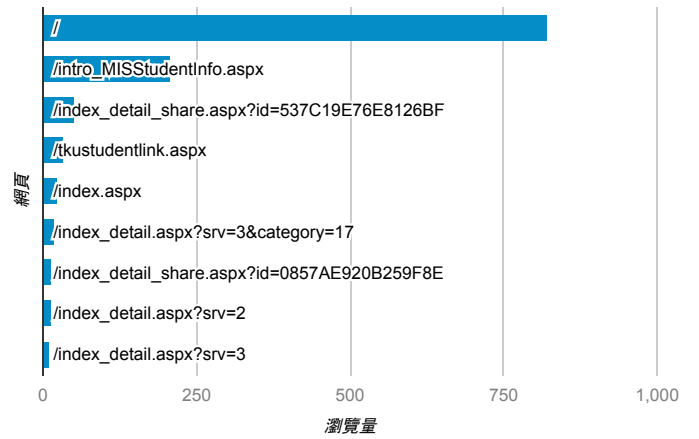 /
/intro_MISStudentInfo.aspx
/index_detail_share.aspx?id=537C19E76E8126BF
/tkustudentlink.aspx
/index.aspx
/index_detail.aspx?srv=3&category=17
/index_detail_share.aspx?id=0857AE920B259F8E
/index_detail.aspx?srv=2
/index_detail.aspx?srv=3
網頁
0 250 500 750 1,000
瀏覽量